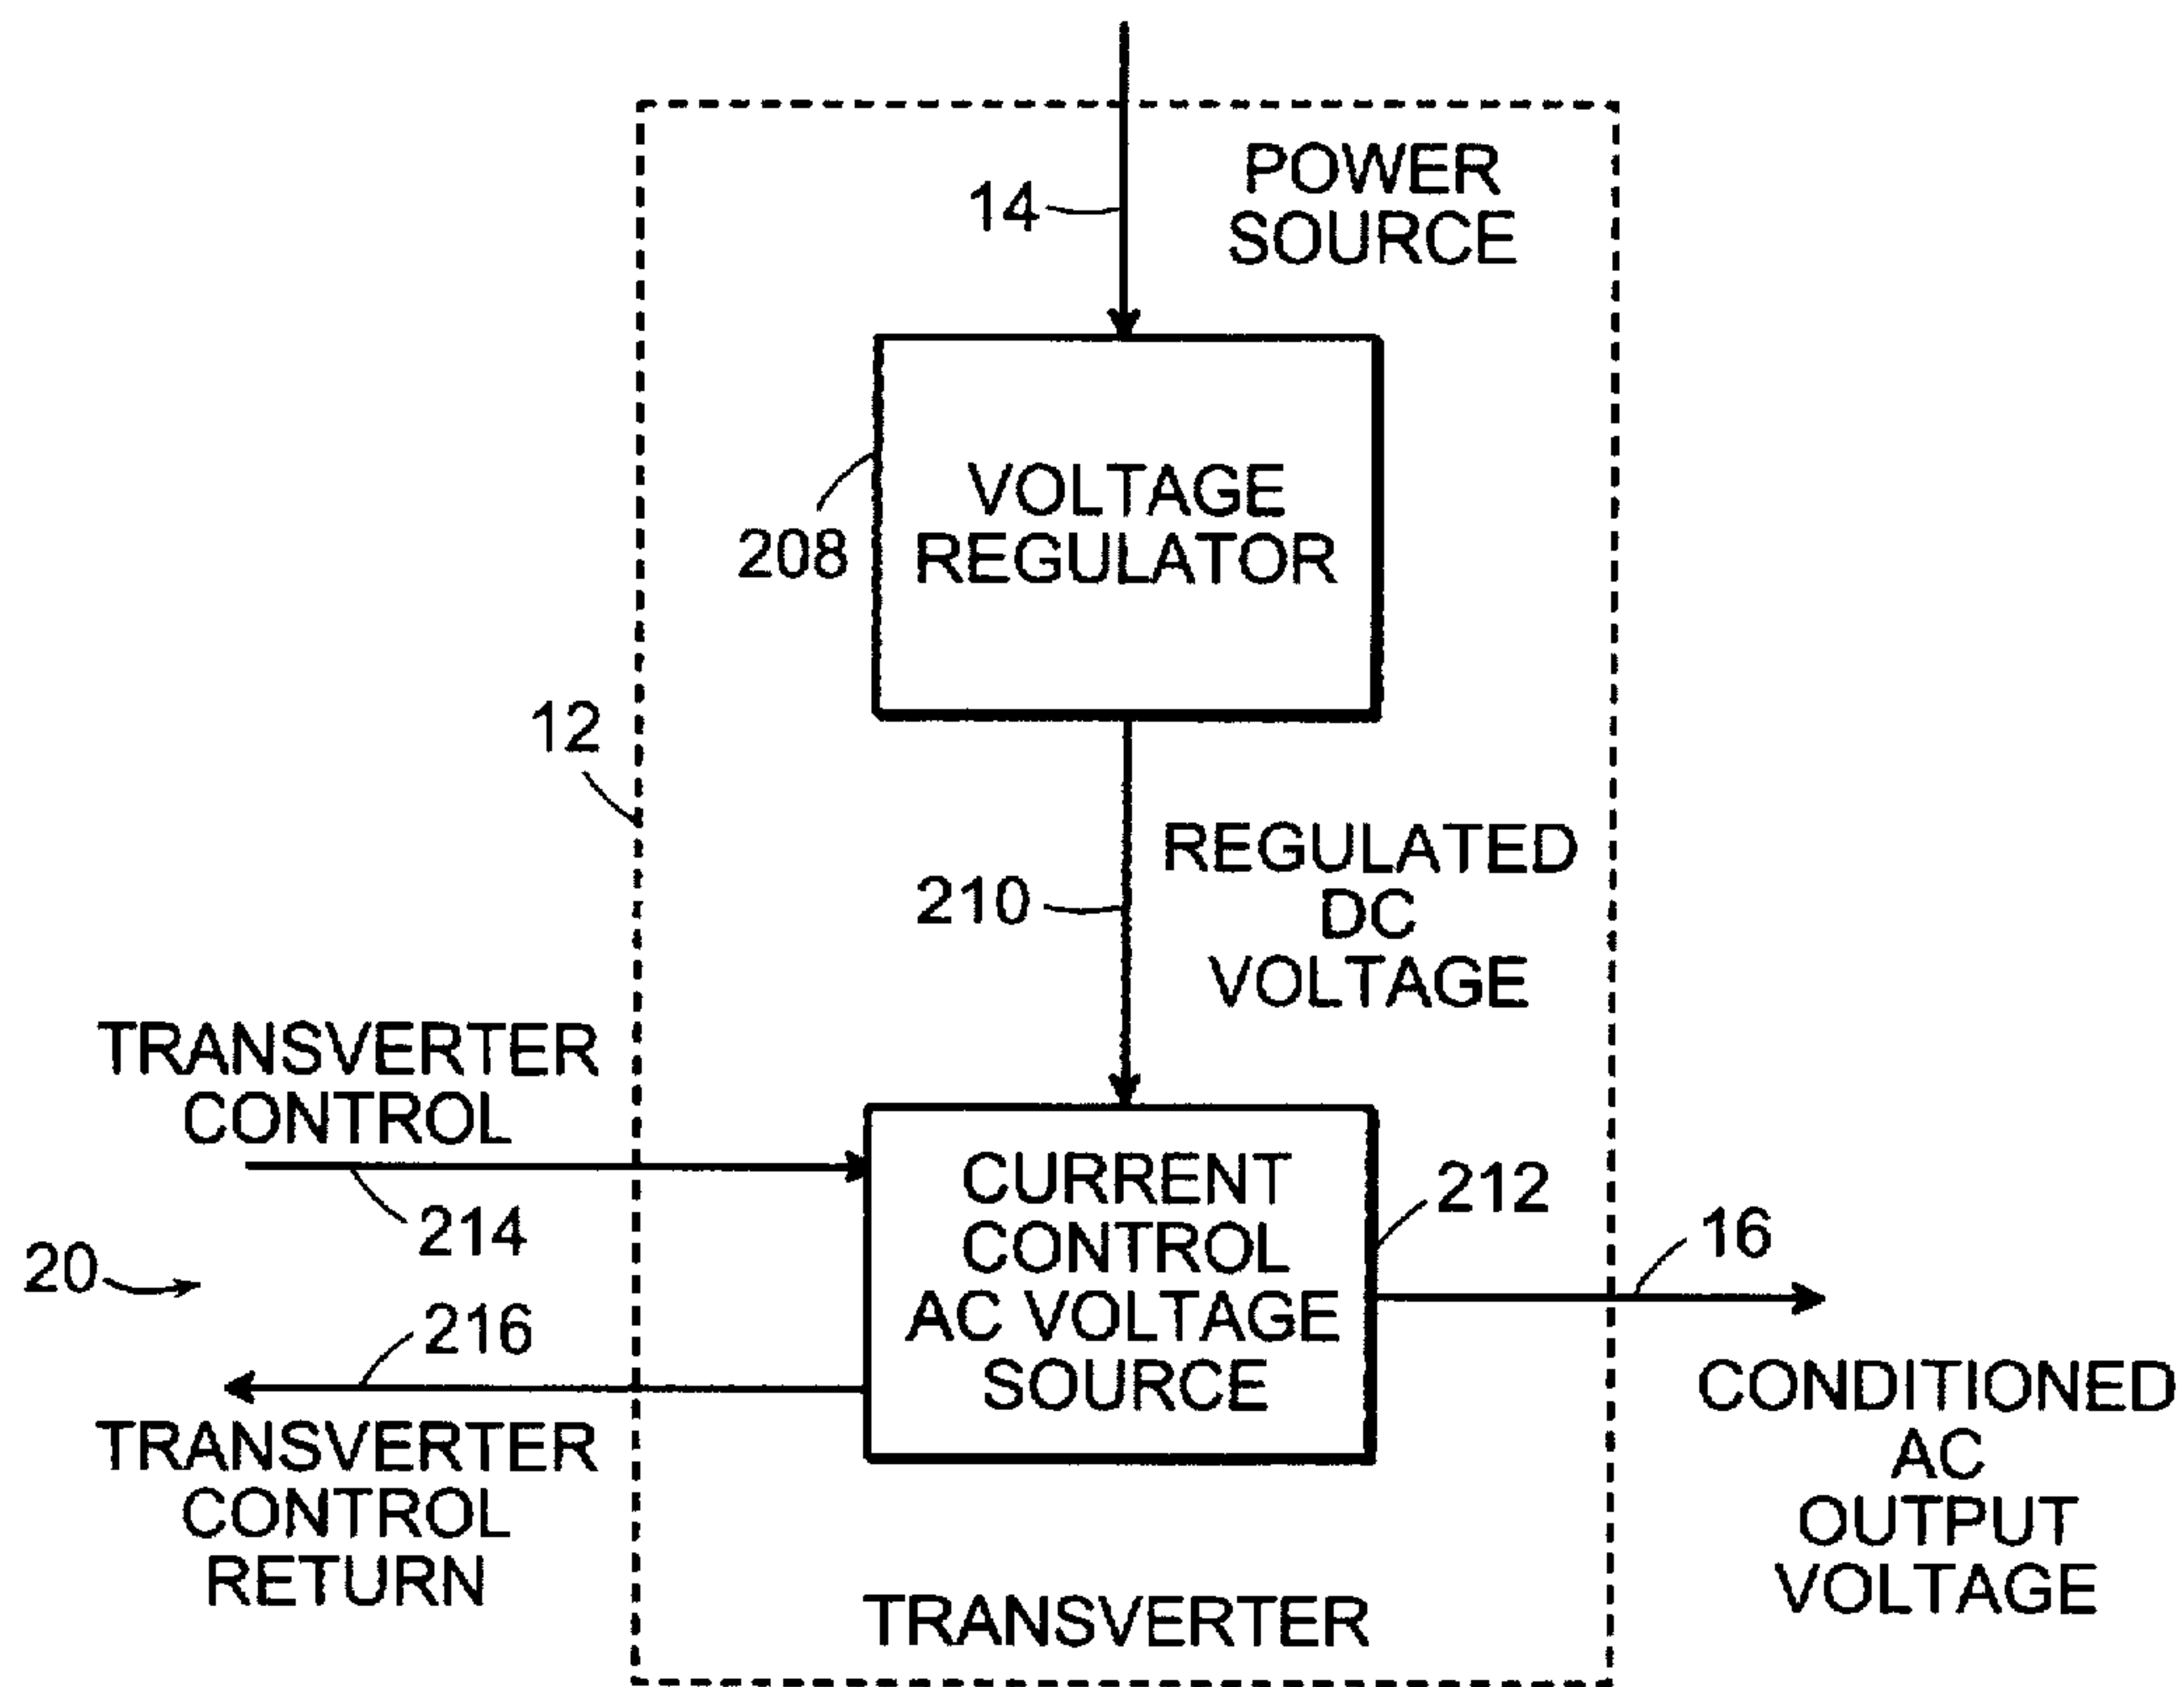 14
POWER
SOURCE
208
VOLTAGE
REGULATOR
12
210
REGULATED
DC
VOLTAGE
TRANSVERTER
CONTROL
214
20
216
TRANSVERTER
CONTROL
RETURN
CURRENT
CONTROL
AC VOLTAGE
SOURCE
212
16
CONDITIONED
AC
OUTPUT
VOLTAGE
TRANSVERTER